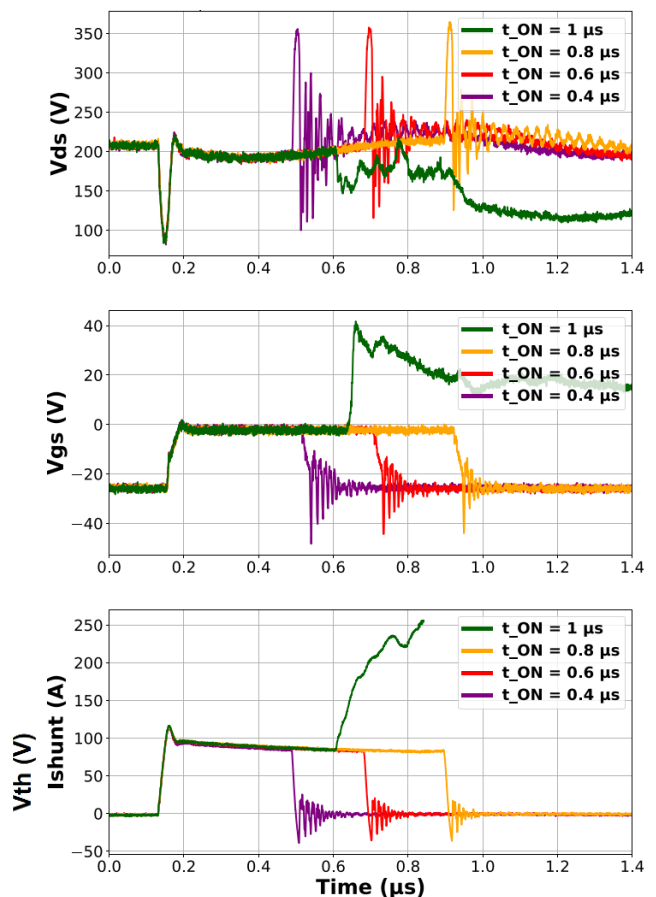 350
300
250
200
150
100
Vds (V)
0.0 0.2 0.4 0.6 0.8 1.0 1.2 1.4
t_ON = 1 µs
t_ON = 0.8 µs
t_ON = 0.6 µs
t_ON = 0.4 µs
40
20
0
−20
−40
Vgs (V)
0.0 0.2 0.4 0.6 0.8 1.0 1.2 1.4
t_ON = 1 µs
t_ON = 0.8 µs
t_ON = 0.6 µs
t_ON = 0.4 µs
250
200
150
100
50
0
−50
Vth (V)
Ishunt (A)
0.0 0.2 0.4 0.6 0.8 1.0 1.2 1.4
t_ON = 1 µs
t_ON = 0.8 µs
t_ON = 0.6 µs
t_ON = 0.4 µs
Time (µs)